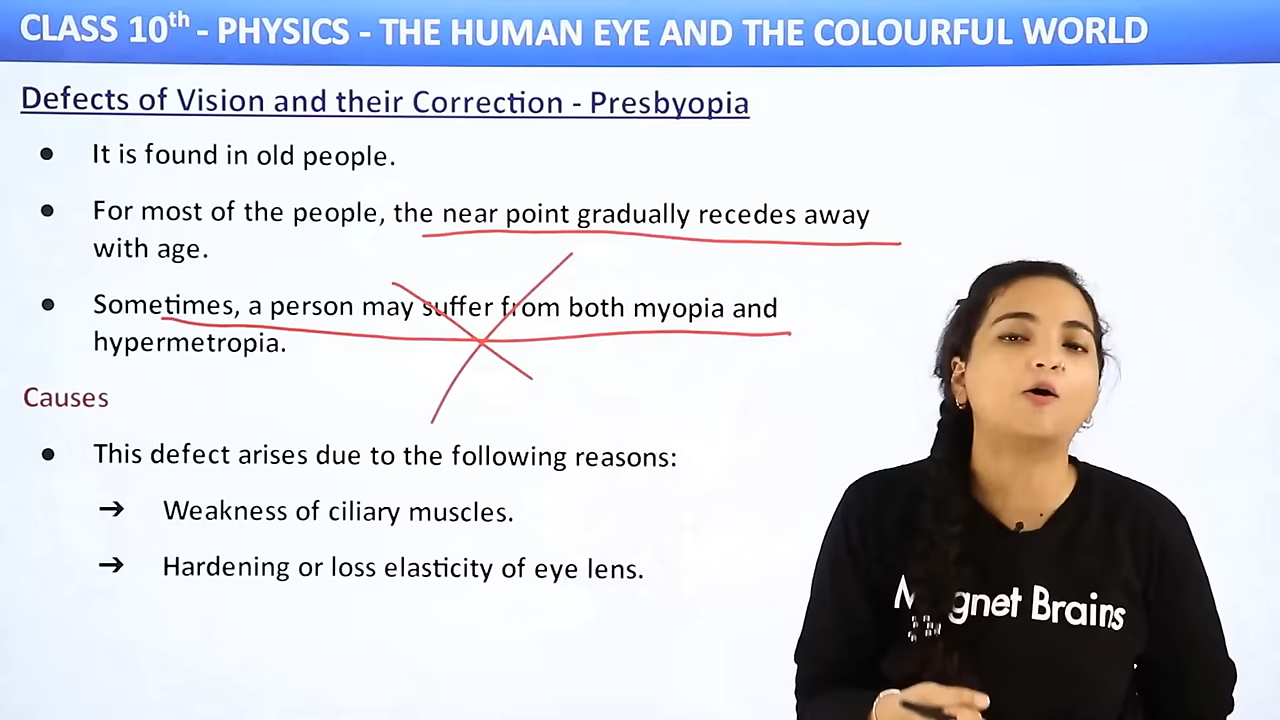 CLASS 10th - PHYSICS - THE HUMAN EYE AND THE COLOURFUL WORLD
Defects of Vision and their Correction - Presbyopia
● It is found in old people.
● For most of the people, the near point gradually recedes away
with age.
● Sometimes, a person may suffer from both myopia and
hypermetropia.
Causes
● This defect arises due to the following reasons:
➔ Weakness of ciliary muscles.
➔ Hardening or loss elasticity of eye lens.
M gnet Brains